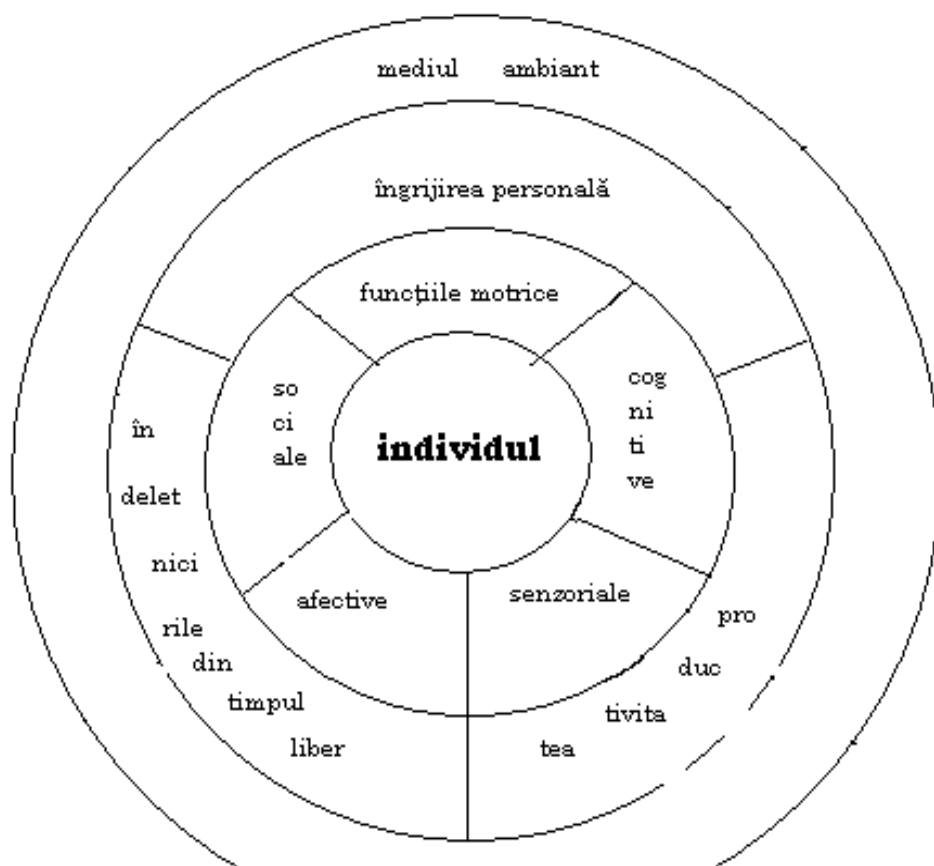 mediul ambiant
îngrijirea personală
funcţiile motrice
so
ci
ale
individul
cog
ni
ti
ve
afective
senzoriale
în
delet
nici
rile
din
timpul
liber
pro
duc
tivita
tea